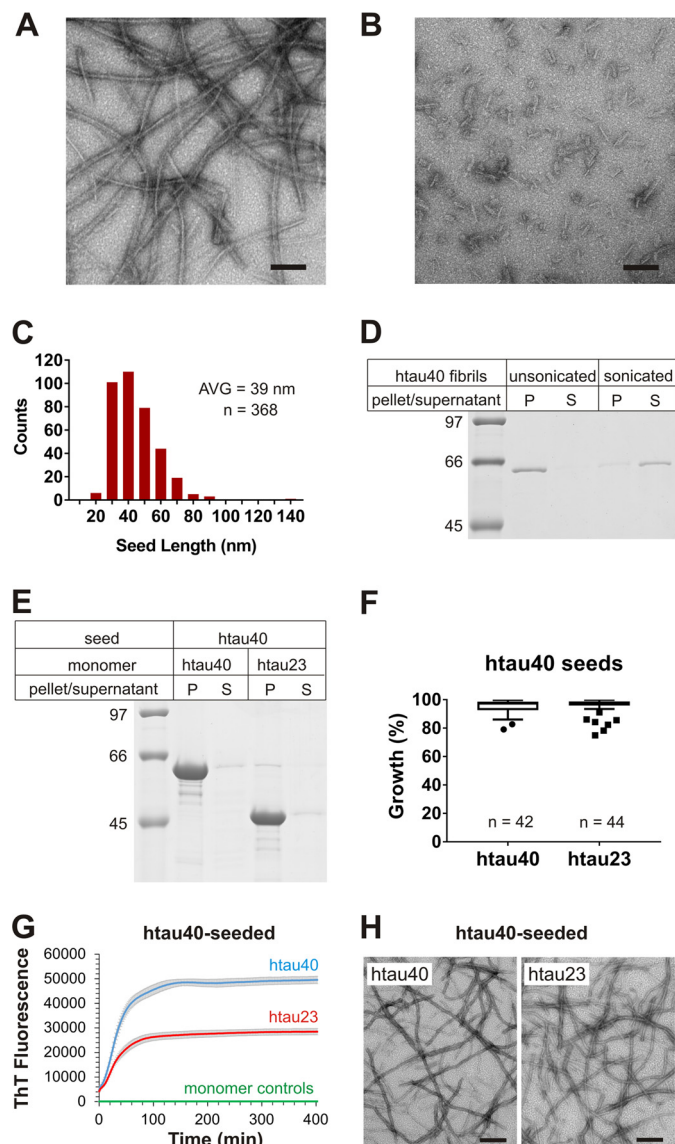 A
B
C
120
100
80
60
40
20
0
Counts
AVG = 39 nm
n = 368
20 40 60 80 100 120 140
Seed Length (nm)
D
htau40 fibrils unsonicated sonicated
pellet/supernatant P S P S
97
66
45
E
seed htau40
monomer htau40 htau23
pellet/supernatant P S P S
97
66
45
F
htau40 seeds
100
80
60
40
20
0
Growth (%)
n = 42 n = 44
htau40 htau23
G
htau40-seeded
60000
50000
40000
30000
20000
10000
0
ThT Fluorescence
htau40
htau23
monomer controls
0 100 200 300 400
Time (min)
H
htau40-seeded
htau40 htau23